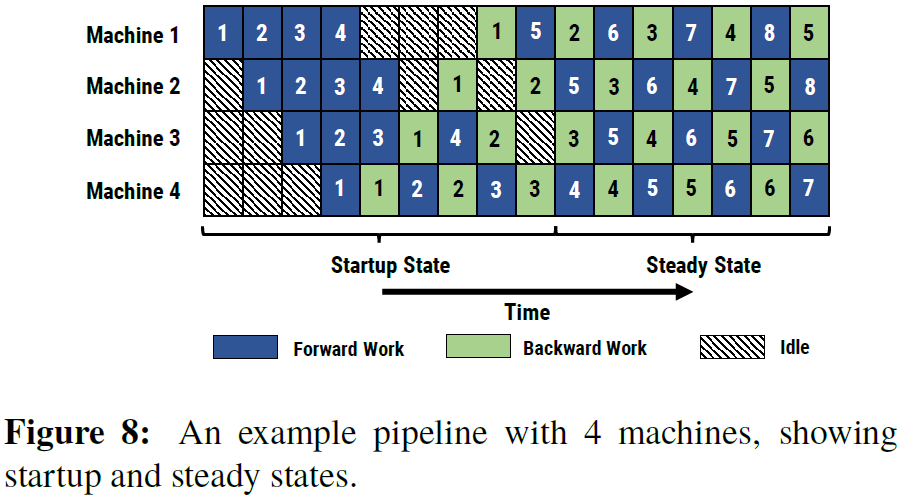 Machine 1 1 2 3 4 1 5 2 6 3 7 4 8 5
Machine 2 1 2 3 4 1 2 5 3 6 4 7 5 8
Machine 3 1 2 3 1 4 2 3 5 4 6 5 7 6
Machine 4 1 1 2 2 3 3 4 4 5 5 6 6 7
Startup State Steady State
Time
Forward Work Backward Work Idle
Figure 8: An example pipeline with 4 machines, showing
startup and steady states.